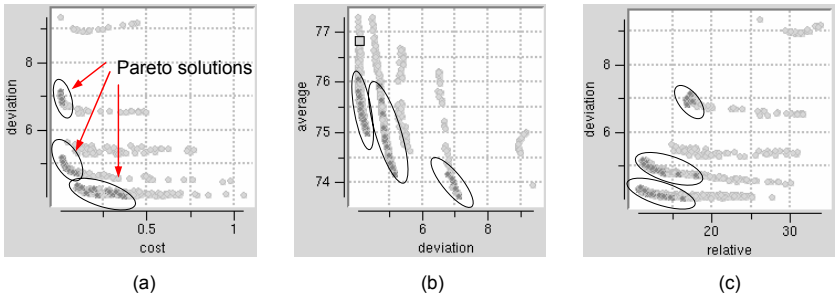 8
6
deviation
Pareto solutions
0.5
1
cost
(a)
77
76
75
74
average
6
8
deviation
(b)
8
6
deviation
20
30
relative
(c)